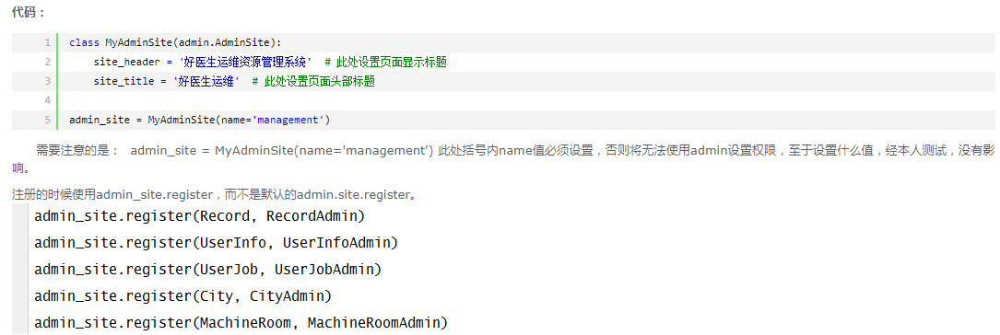 代码：
1 class MyAdminSite(admin.AdminSite):
2 site_header = '好医生运维资源管理系统' # 此处设置页面显示标题
3 site_title = '好医生运维' # 此处设置页面头部标题
4
5 admin_site = MyAdminSite(name='management')
需要注意的是： admin_site = MyAdminSite(name='management') 此处括号内name值必须设置，否则将无法使用admin设置权限，至于设置什么值，经本人测试，没有影
响。
注册的时候使用admin_site.register，而不是默认的admin.site.register。
admin_site.register(Record, RecordAdmin)
admin_site.register(UserInfo, UserInfoAdmin)
admin_site.register(UserJob, UserJobAdmin)
admin_site.register(City, CityAdmin)
admin_site.register(MachineRoom, MachineRoomAdmin)